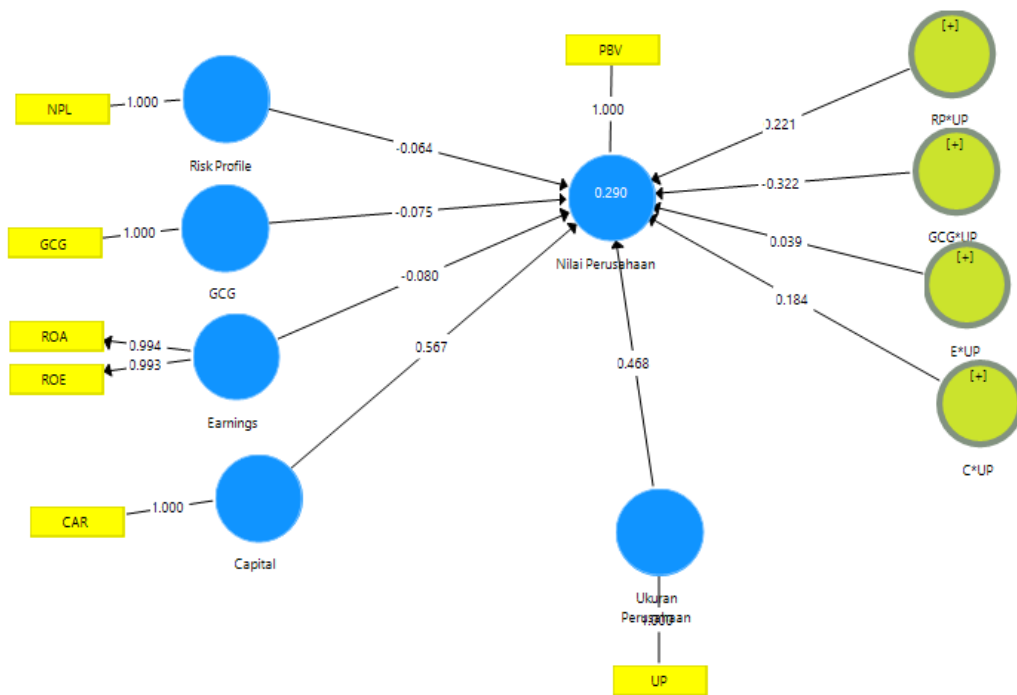 PBV
[+]
NPL
1.000
1.000
RP*UP
0.221
-0.064
[+]
Risk Profile
0.290
-0.322
GCG
1.000
-0.075
GCG*UP
Nilai Perusahaan
0.039
[+]
GCG
-0.080
0.184
ROA
0.994
ROE
0.993
0.567
E*UP
0.468
[+]
Earnings
C*UP
CAR
1.000
Capital
Ukuran
Perusahaan
1.000
UP